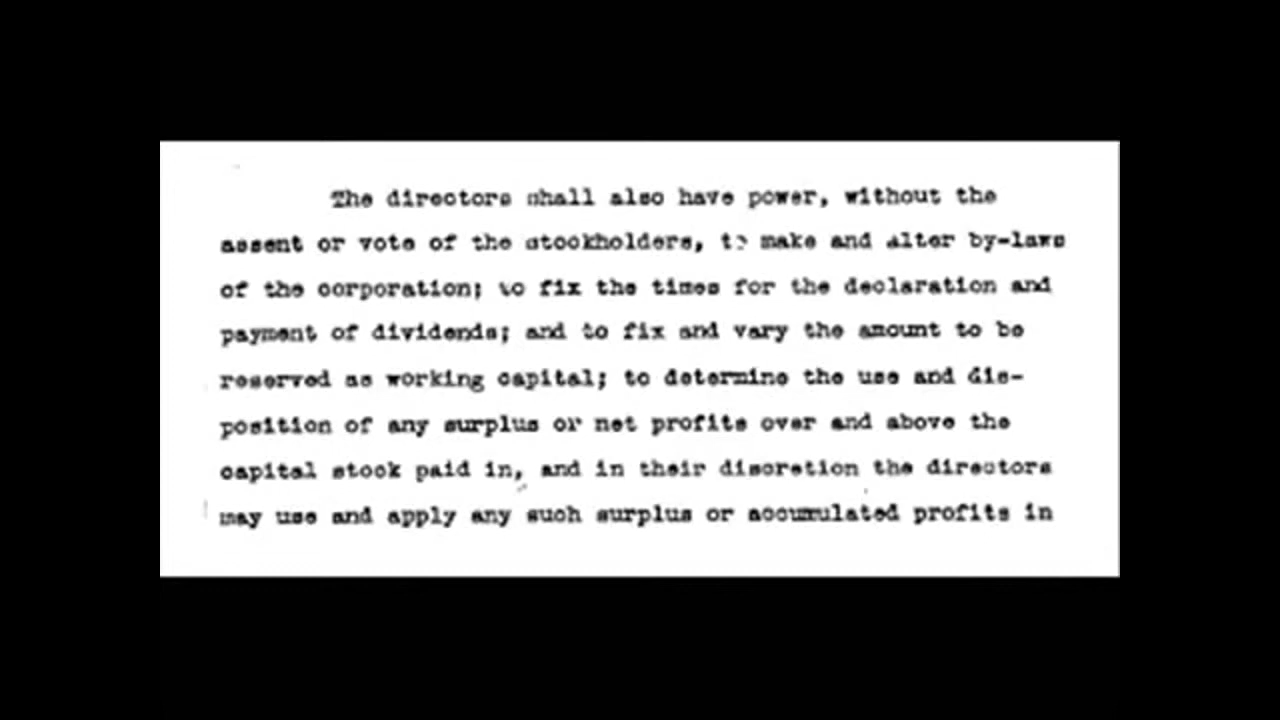 The directors shall also have power, without the
assent or vote of the stockholders, to make and alter by-laws
of the corporation; to fix the times for the declaration and
payment of dividends; and to fix and vary the amount to be
reserved as working capital; to determine the use and dis-
position of any surplus or net profits over and above the
capital stock paid in, and in their discretion the directors
may use and apply any such surplus or accumulated profits in